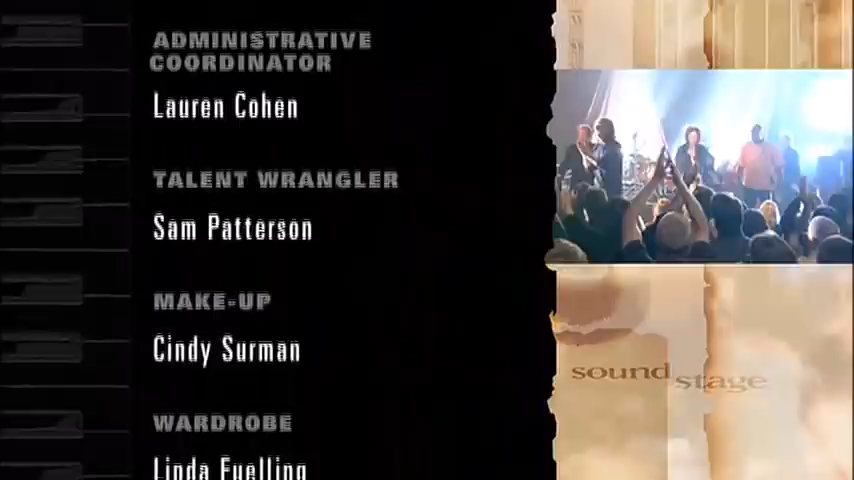 ADMINISTRATIVE
COORDINATOR
Lauren Cohen
TALENT WRANGLER
Sam Patterson
MAKE-UP
Cindy Surman
WARDROBE
Linda Fuelling
sound stage